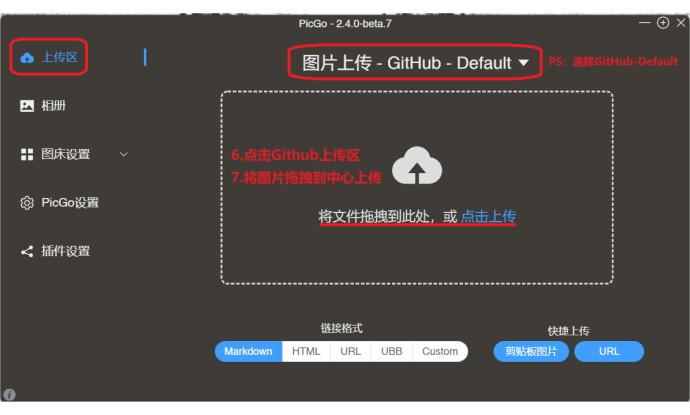 PicGo - 2.4.0-beta.7
上传区
图片上传 - GitHub - Default
PS：选择GitHub-Default
相册
图床设置
PicGo设置
插件设置
6.点击Github上传区
7.将图片拖拽到中心上传
将文件拖拽到此处，或 点击上传
链接格式
快捷上传
Markdown HTML URL UBB Custom
剪贴板图片 URL